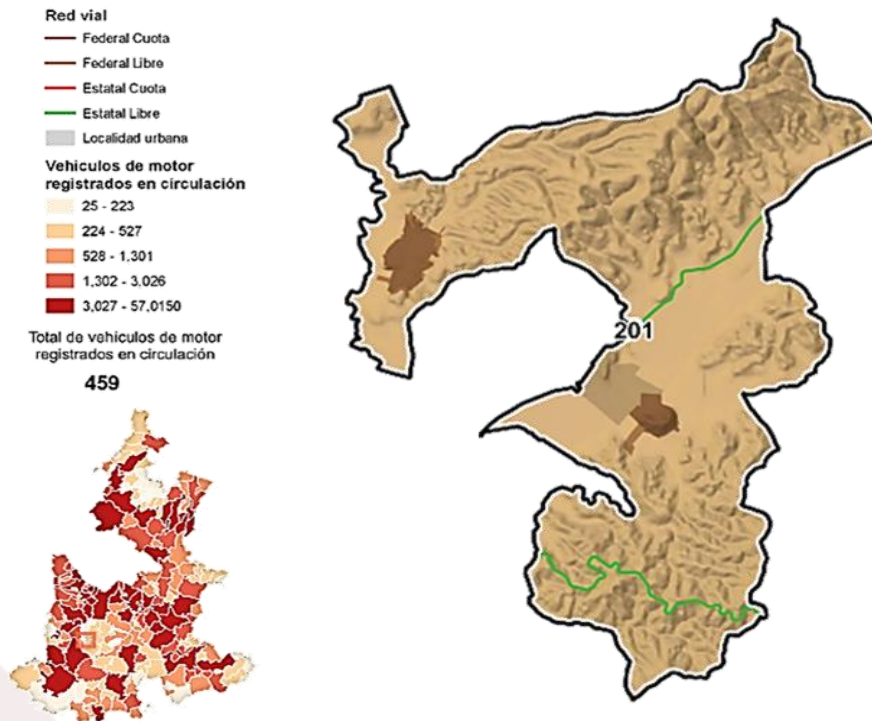 Red vial
Federal Cuota
Federal Libre
Estatal Cuota
Estatal Libre
Localidad urbana
Vehiculos de motor
registrados en circulación
25 - 223
224 - 527
528 - 1.301
1,302 - 3.026
3,027 - 57,0150
Total de vehiculos de motor
registrados en circulación
459
201